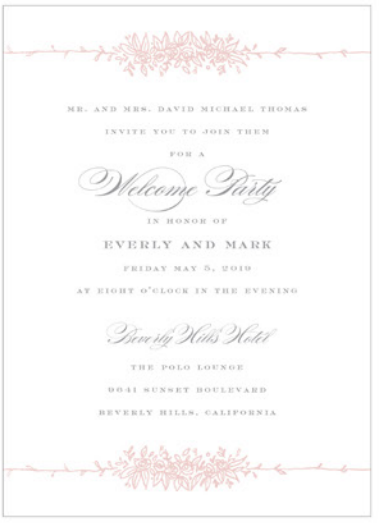 MR. AND MRS. DAVID MICHAEL THOMAS
INVITE YOU TO JOIN THEM
FOR A
Welcome Party
IN HONOR OF
EVERLY AND MARK
FRIDAY MAY 5, 2019
AT EIGHT O'CLOCK IN THE EVENING
Beverly Hills Hotel
THE POLO LOUNGE
9641 SUNSET BOULEVARD
BEVERLY HILLS, CALIFORNIA